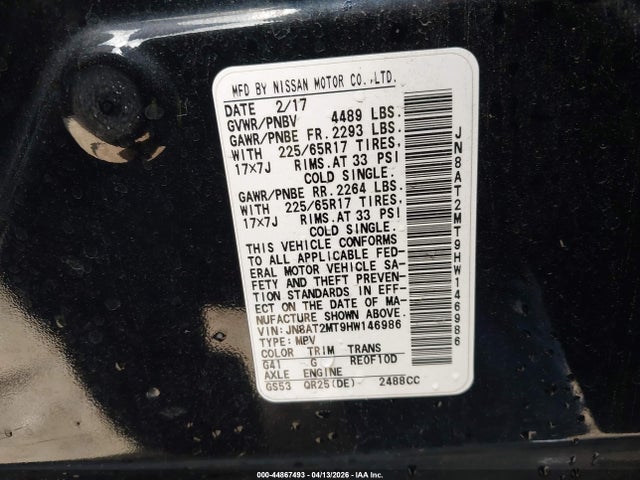 MFD BY NISSAN MOTOR CO.,LTD.
DATE 2/17
GVWR/PNBV 4489 LBS.
GAWR/PNBE FR. 2293 LBS.
WITH 225/65R17 TIRES,
17×7J RIMS.AT 33 PSI
COLD SINGLE.
GAWR/PNBE RR. 2264 LBS.
WITH 225/65R17 TIRES,
17×7J RIMS.AT 33 PSI
COLD SINGLE.
THIS VEHICLE CONFORMS
TO ALL APPLICABLE FED-
ERAL MOTOR VEHICLE SA-
FETY AND THEFT PREVEN-
TION STANDARDS IN EFF-
ECT ON THE DATE OF MA-
NUFACTURE SHOWN ABOVE.
VIN:JN8AT2MT9HW146986
TYPE:MPV
COLOR TRIM TRANS
G41 G RE0F10D
AXLE ENGINE
GS53 QR25(DE) 2488CC
JN8AT2MT9HW146986
000-44867493 - 04/13/2026 - IAA Inc.